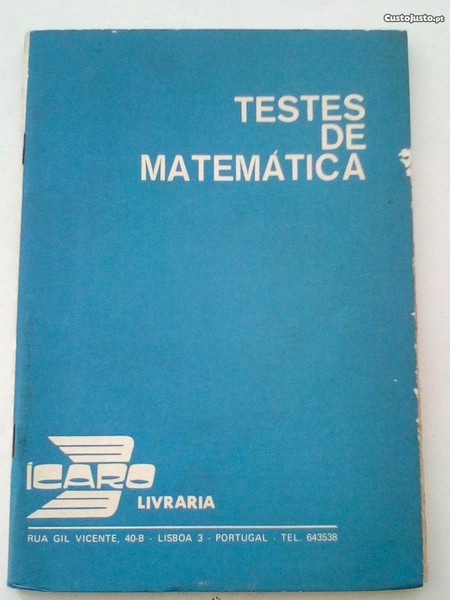 CustoJusto.pt
TESTES
DE
MATEMÁTICA
ÍCARO
LIVRARIA
RUA GIL VICENTE, 40-B - LISBOA 3 - PORTUGAL - TEL. 643538